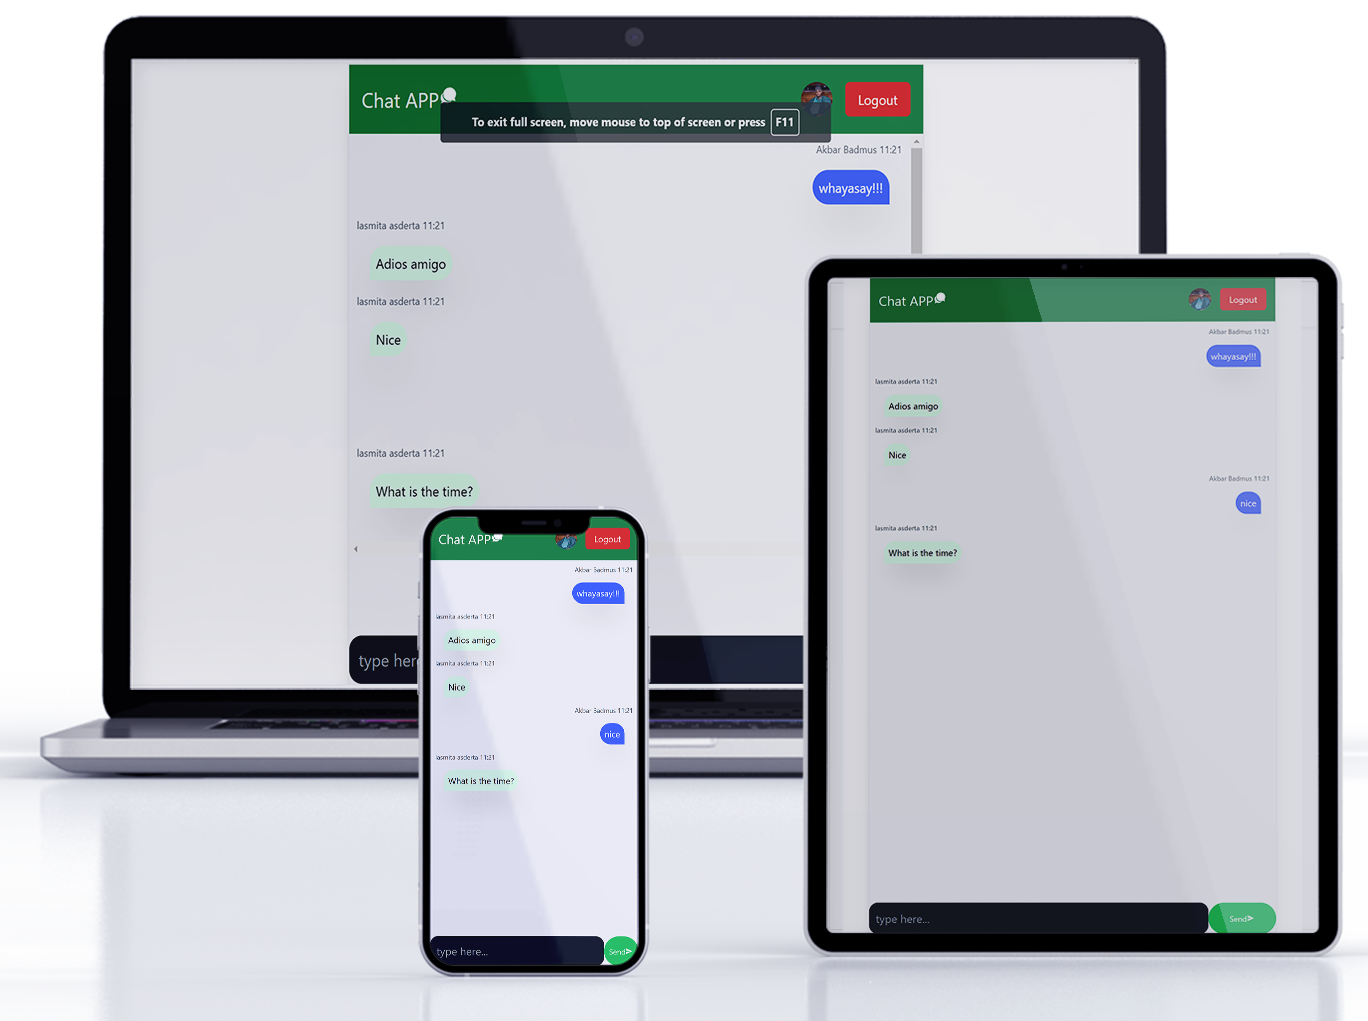 Chat APP
Logout
To exit full screen, move mouse to top of screen or press F11
Akbar Badmus 11:21
whayasay!!!
lasmita asderta 11:21
Adios amigo
lasmita asderta 11:21
Nice
lasmita asderta 11:21
What is the time?
type her
Chat APP
Logout
Akbar Badmus 11:21
whayasay!!!
lasmita asderta 11:21
Adios amigo
lasmita asderta 11:21
Nice
Akbar Badmus 11:21
nice
lasmita asderta 11:21
What is the time?
type here...
Send
Chat APP
Logout
Akbar Badmus 11:21
whayasay!!!
lasmita asderta 11:21
Adios amigo
lasmita asderta 11:21
Nice
Akbar Badmus 11:21
nice
lasmita asderta 11:21
What is the time?
type here...
Send